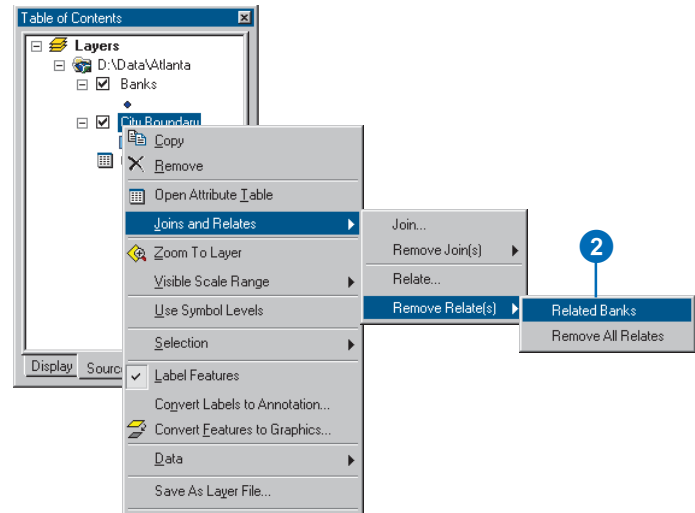 Table of Contents
Layers
D:\Data\Atlanta
Banks
City Boundary
Copy
Remove
Open Attribute Table
Joins and Relates
Zoom To Layer
Visible Scale Range
Use Symbol Levels
Selection
Label Features
Convert Labels to Annotation...
Convert Features to Graphics...
Data
Save As Layer File...
Join...
Remove Join(s)
Relate...
Remove Relate(s)
2
Related Banks
Remove All Relates
Display